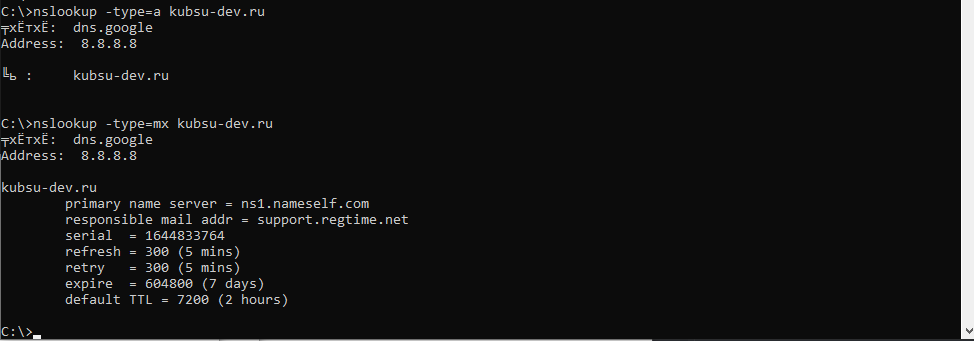 C:\>nslookup -type=a kubsu-dev.ru
╤хЁтхЁ:  dns.google
Address:  8.8.8.8

╚ь :     kubsu-dev.ru

C:\>nslookup -type=mx kubsu-dev.ru
╤хЁтхЁ:  dns.google
Address:  8.8.8.8

kubsu-dev.ru
        primary name server = ns1.nameself.com
        responsible mail addr = support.regtime.net
        serial  = 1644833764
        refresh = 300 (5 mins)
        retry   = 300 (5 mins)
        expire  = 604800 (7 days)
        default TTL = 7200 (2 hours)

C:\>